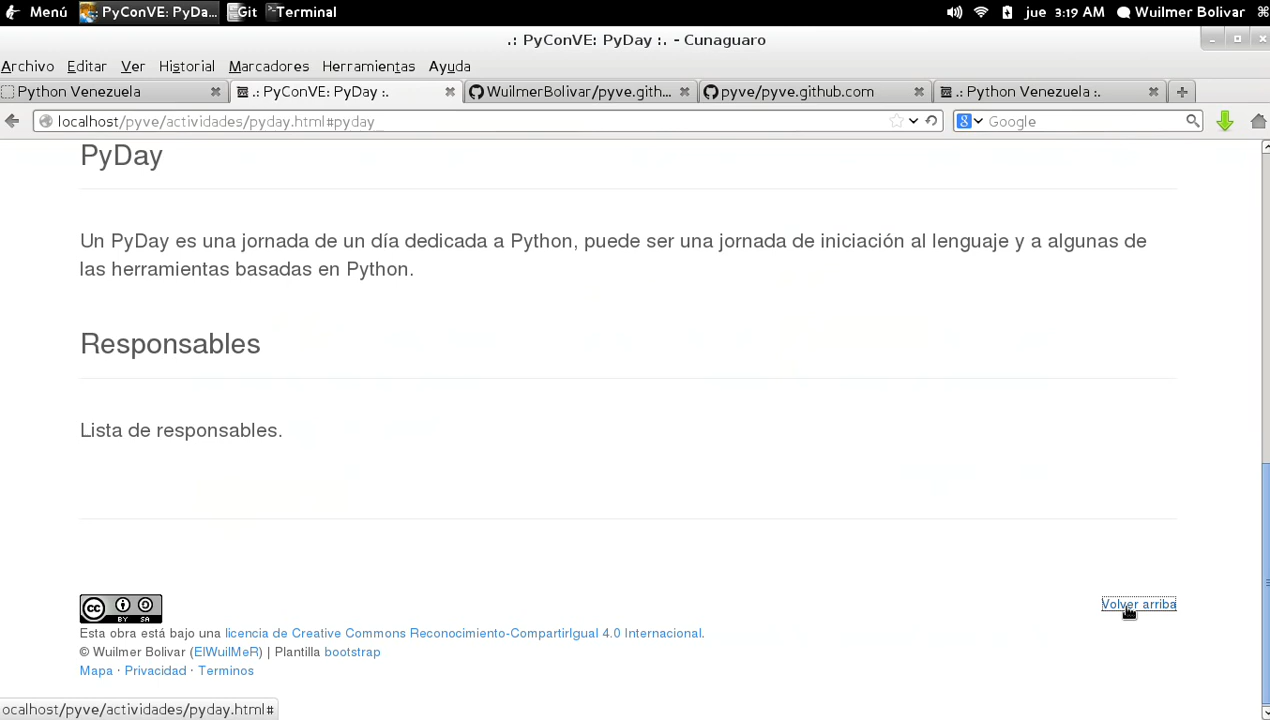 Menú PyConVE: PyDa... Git Terminal jue 3:19 AM Wuilmer Bolivar
.: PyConVE: PyDay :. - Cunaguaro
Archivo Editar Ver Historial Marcadores Herramientas Ayuda
Python Venezuela .: PyConVE: PyDay :. WuilmerBolivar/pyve.gith... pyve/pyve.github.com .: Python Venezuela :.
localhost/pyve/actividades/pyday.html#pyday Google
PyDay
Un PyDay es una jornada de un día dedicada a Python, puede ser una jornada de iniciación al lenguaje y a algunas de
las herramientas basadas en Python.
Responsables
Lista de responsables.
Volver arriba
cc BY SA
Esta obra está bajo una licencia de Creative Commons Reconocimiento-CompartirIgual 4.0 Internacional.
© Wuilmer Bolivar (ElWuilMeR) | Plantilla bootstrap
Mapa · Privacidad · Terminos
ocalhost/pyve/actividades/pyday.html#